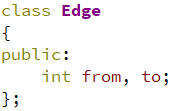 class Edge
{
public:
    int from, to;
};